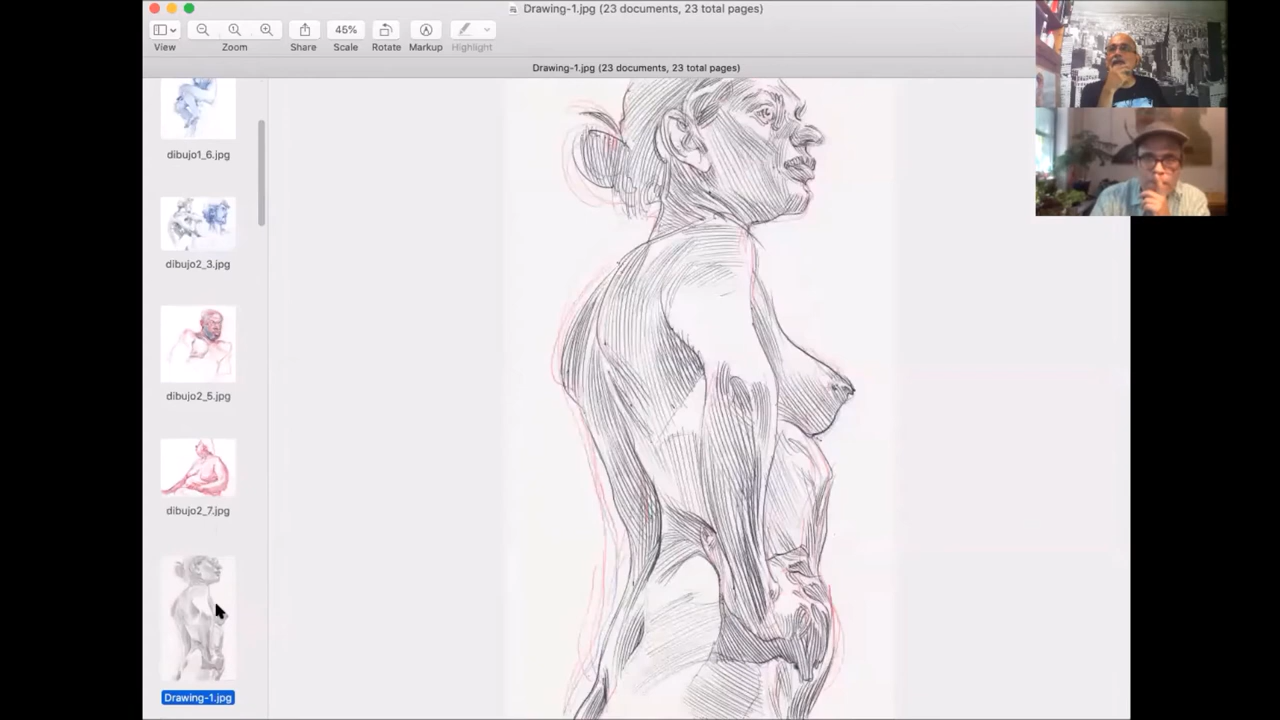 Drawing-1.jpg (23 documents, 23 total pages)
45%
View
Zoom
Share
Scale
Rotate
Markup
Highlight
Drawing-1.jpg (23 documents, 23 total pages)
dibujo1_6.jpg
dibujo2_3.jpg
dibujo2_5.jpg
dibujo2_7.jpg
Drawing-1.jpg